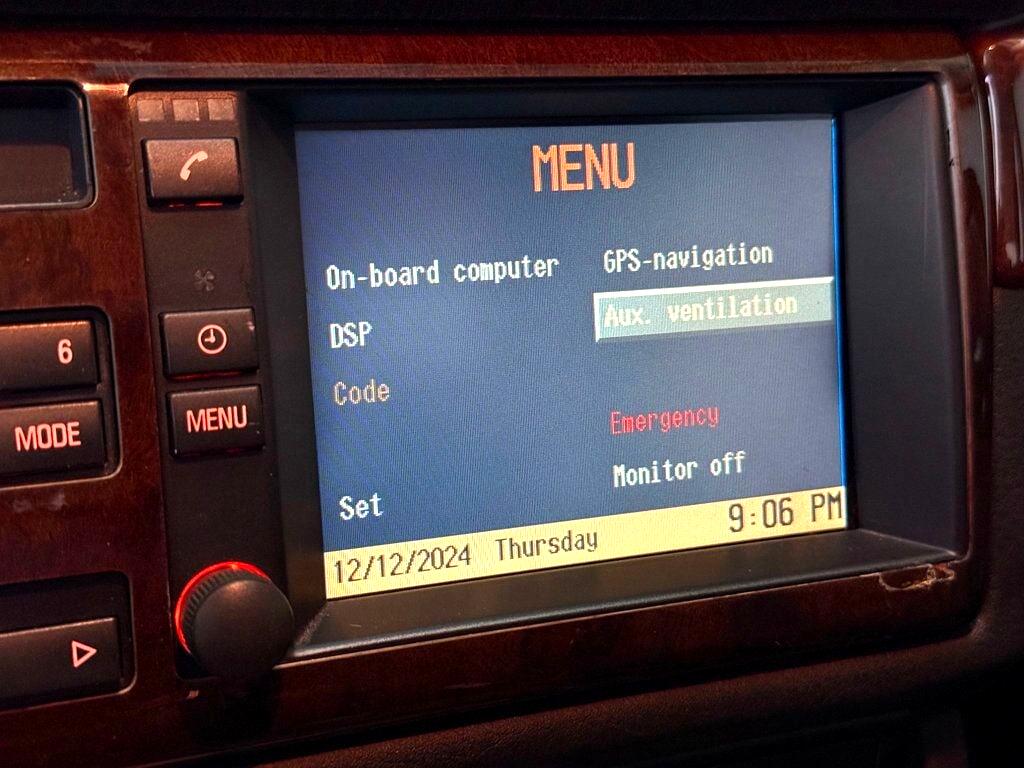 MENU
On-board computer
GPS-navigation
DSP
Aux. ventilation
Code
Emergency
Monitor off
Set
12/12/2024 Thursday 9:06 PM
6
MODE
MENU